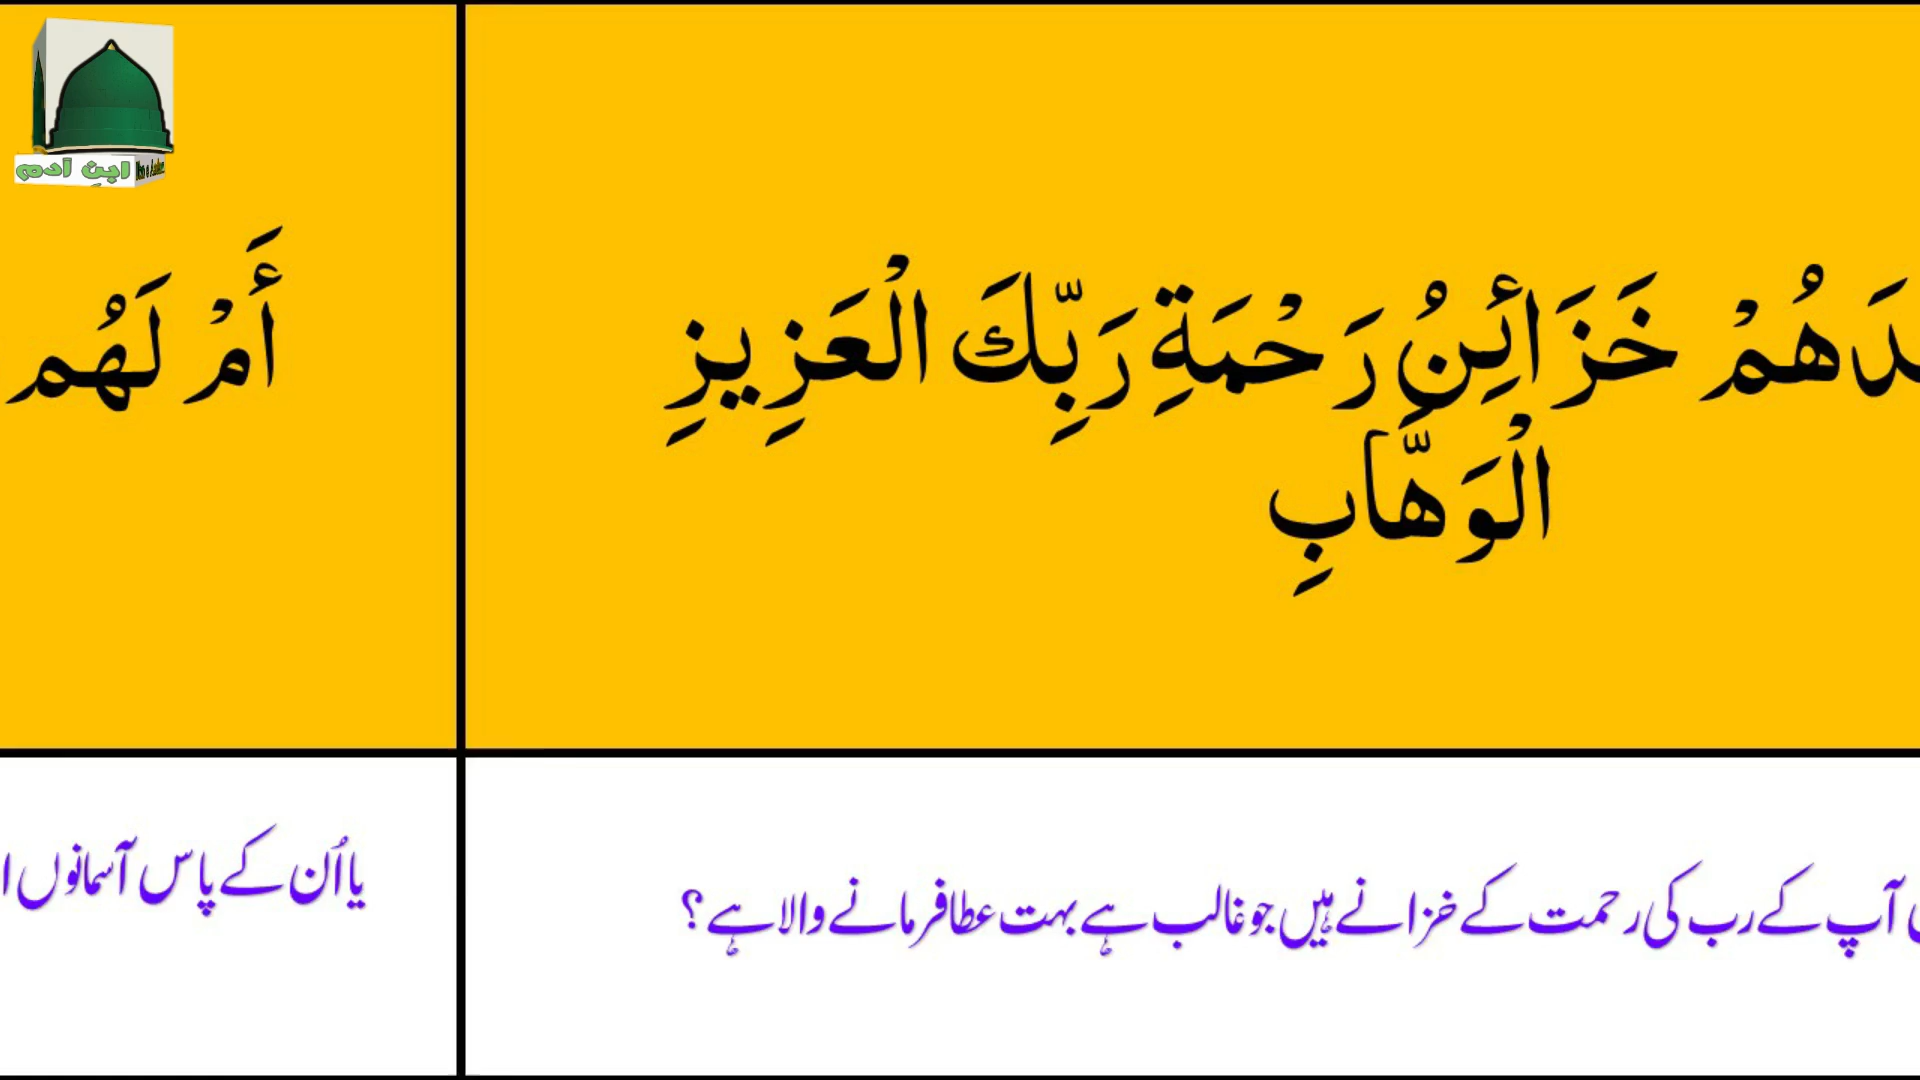 دَهُمْ خَزَائِنُ رَحْمَةِ رَبِّكَ الْعَزِيزِ
الْوَهَّابِ
آپ کے رب کی رحمت کے خزانے ہیں جو غالب ہے بہت عطا فرمانے والا ہے ؟
أَمْ لَهُم
یا اُن کے پاس آسمانوں ا
ابنِ آدم